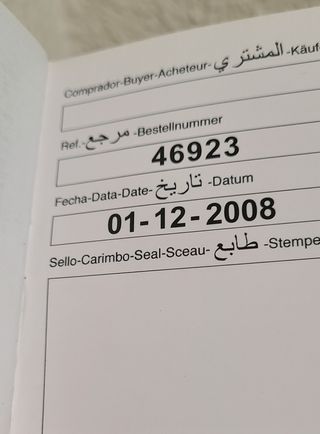 Comprador-Buyer-Acheteur-المشتري-Käuf
Ref.-مرجع-Bestellnummer
46923
Fecha-Data-Date-تاريخ-Datum
01-12-2008
Sello-Carimbo-Seal-Sceau-طابع-Stempe